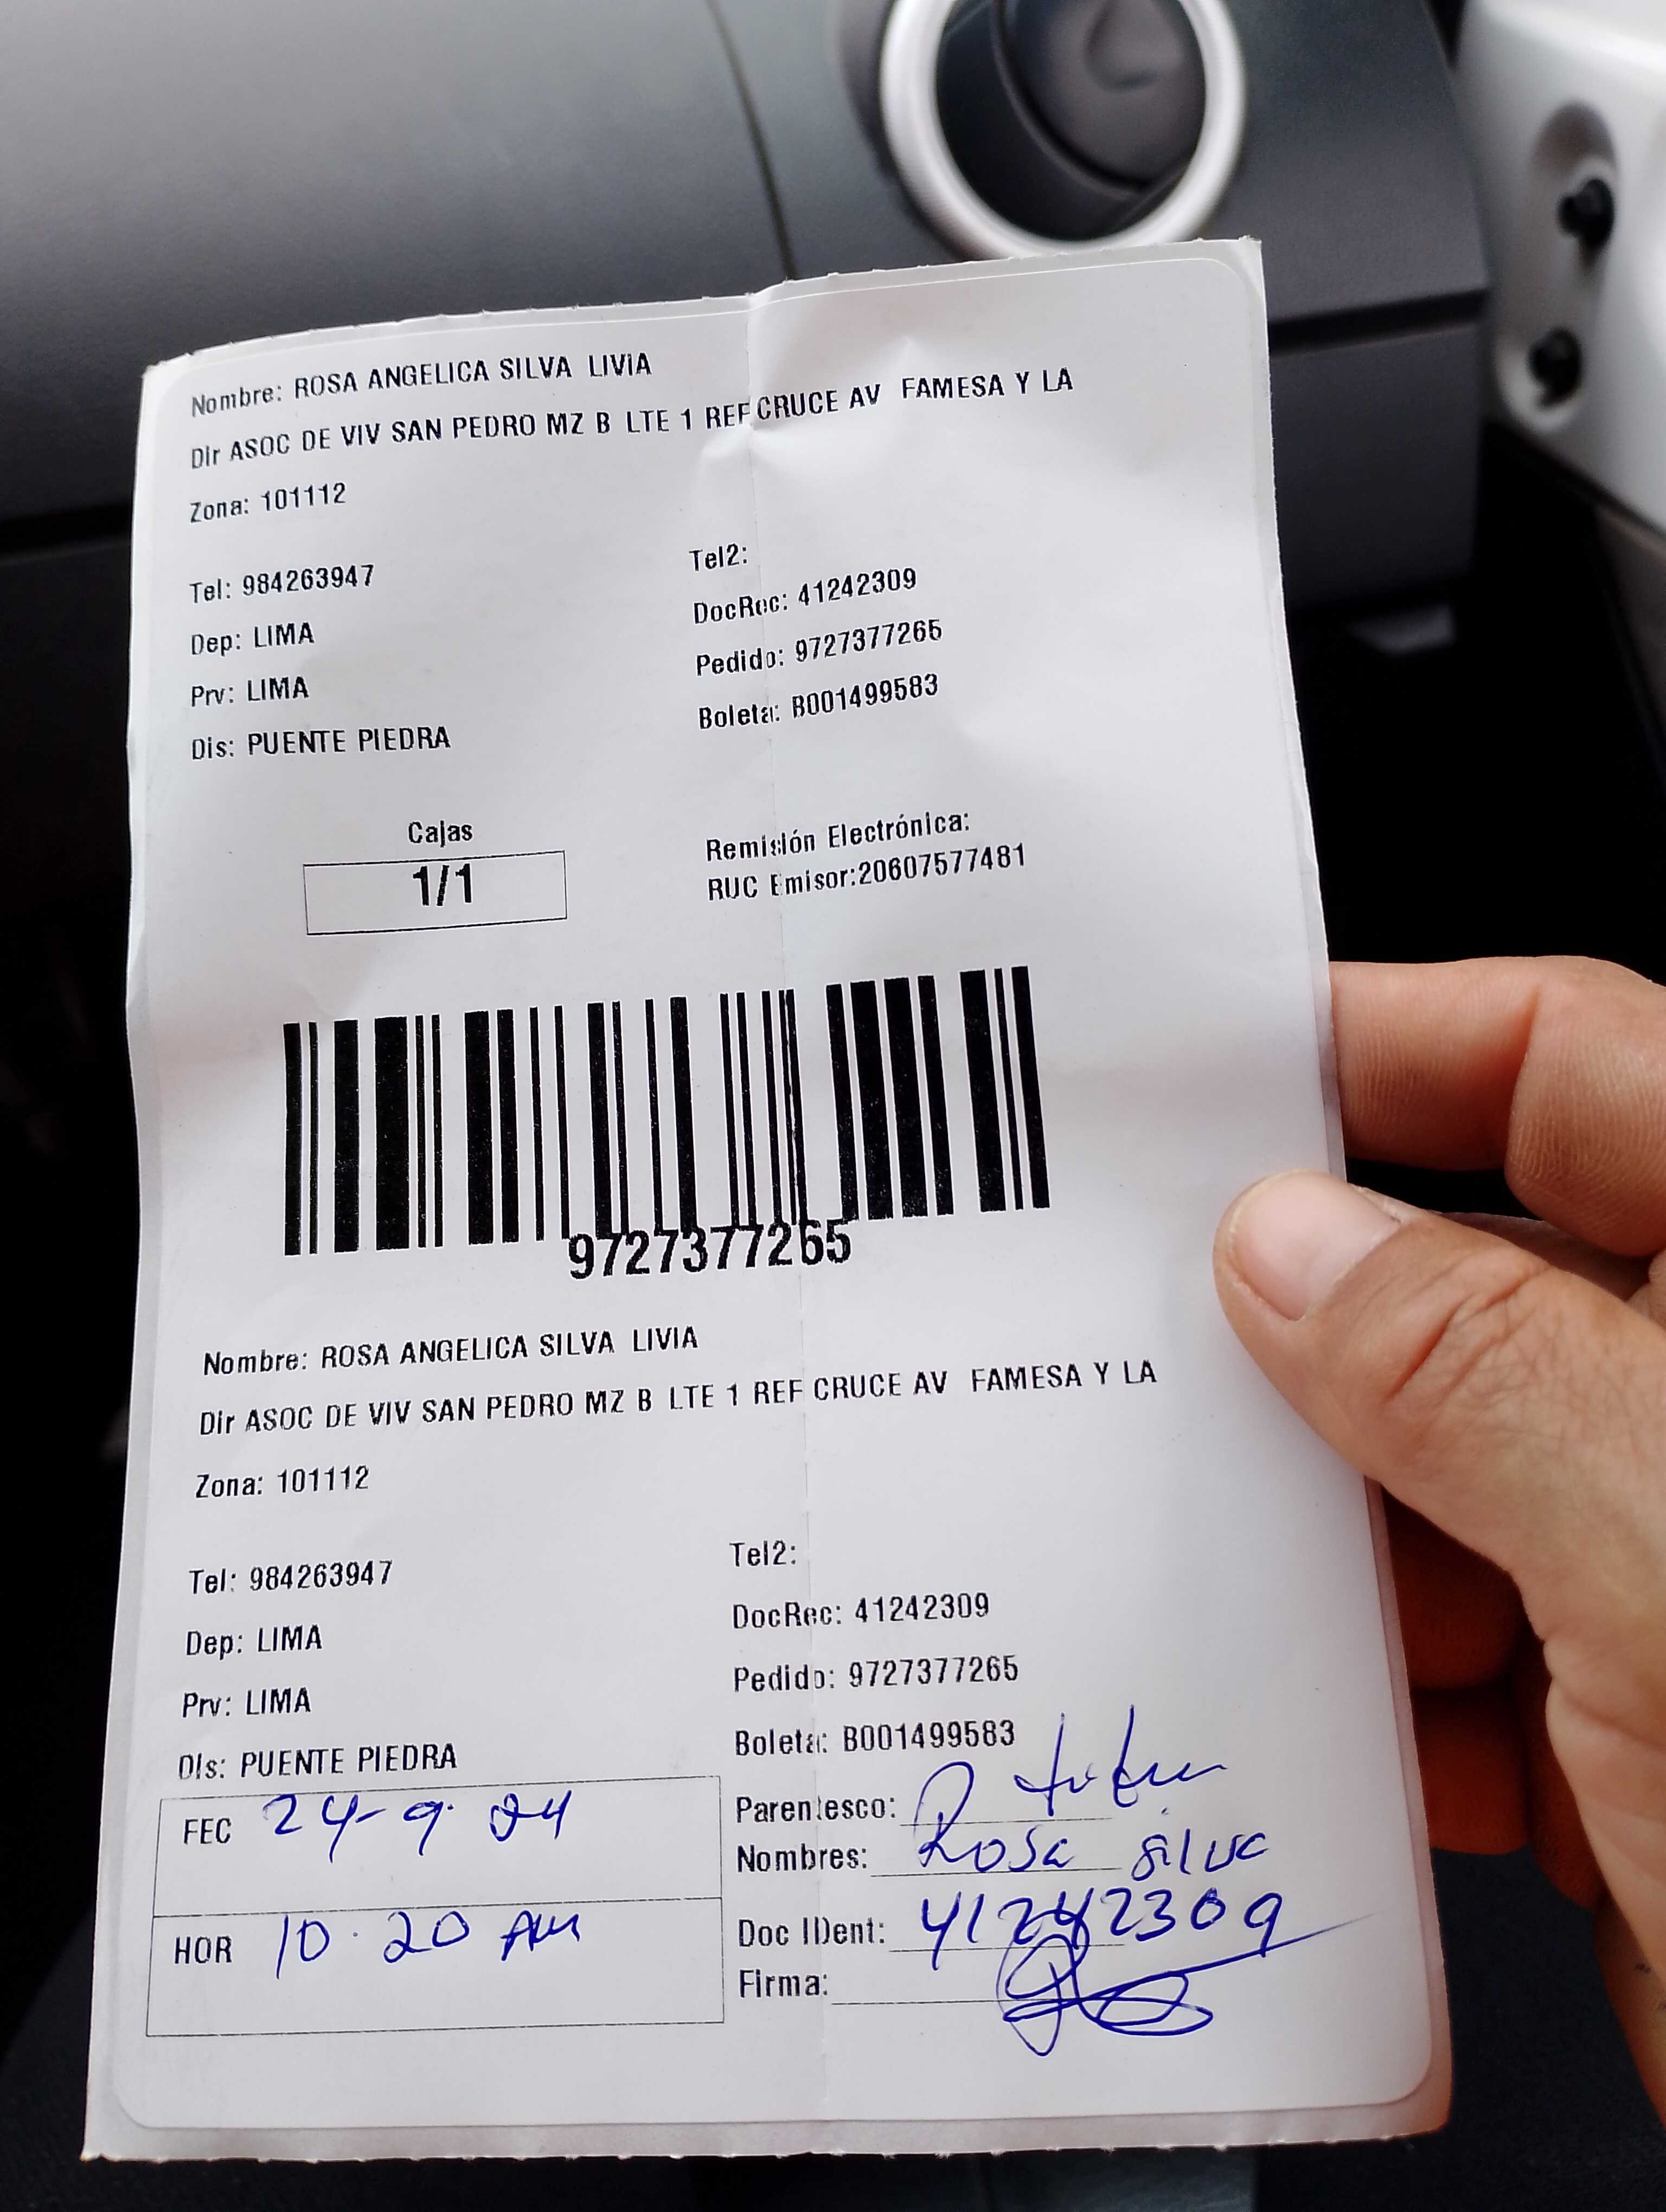 Nombre: ROSA ANGELICA SILVA LIVIA
Dir ASOC DE VIV SAN PEDRO MZ B LTE 1 REF CRUCE AV FAMESA Y LA
Zona: 101112
Tel: 984263947
Tel2:
Dep: LIMA
DocRec: 41242309
Prv: LIMA
Pedido: 9727377265
Dis: PUENTE PIEDRA
Boleta: B001499583
Cajas
1/1
Remisión Electrónica:
RUC Emisor:20607577481
9727377265
Nombre: ROSA ANGELICA SILVA LIVIA
Dir ASOC DE VIV SAN PEDRO MZ B LTE 1 REF CRUCE AV FAMESA Y LA
Zona: 101112
Tel: 984263947
Tel2:
Dep: LIMA
DocRec: 41242309
Prv: LIMA
Pedido: 9727377265
Dis: PUENTE PIEDRA
Boleta: B001499583
FEC 24-9. 24
Parentesco:
Nombres: Rosa Silva
HOR 10.20 AM
Doc IDent: 41242309
Firma: